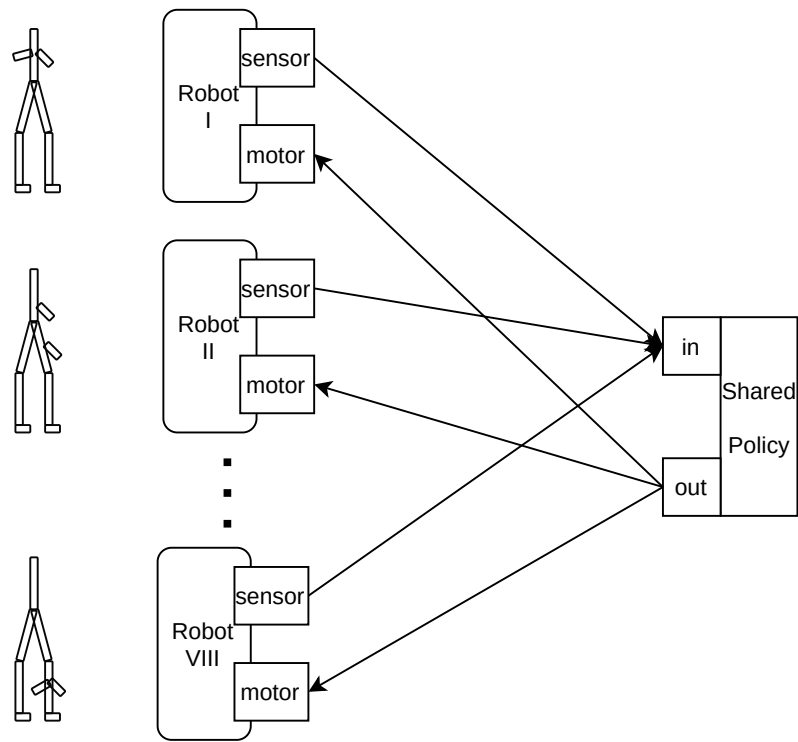 sensor
Robot
I
motor
sensor
Robot
II
motor
in
Shared
Policy
out
sensor
Robot
VIII
motor